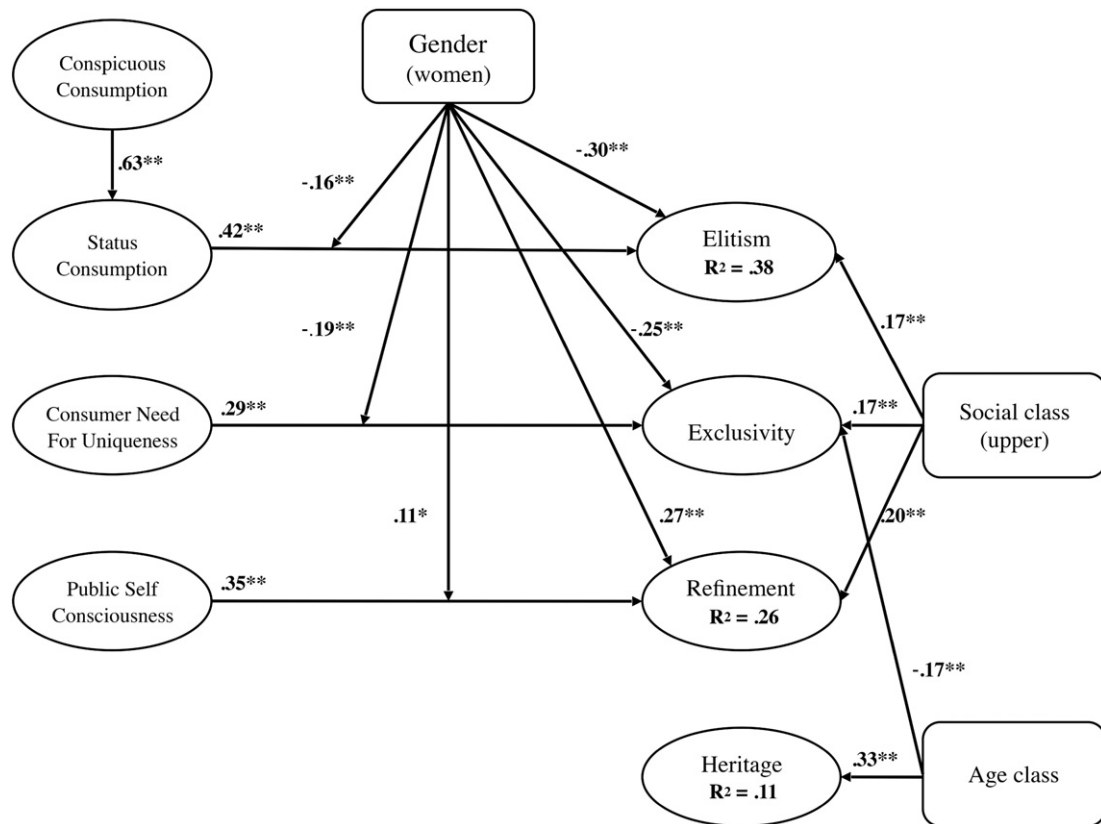 Conspicuous
Consumption
Gender
(women)
.63**
-.16**
-.30**
Status
Consumption
.42**
Elitism
R² = .38
-.19**
-.25**
.17**
Consumer Need
For Uniqueness
.29**
Exclusivity
.17**
Social class
(upper)
.11*
.27**
.20**
Public Self
Consciousness
.35**
Refinement
R² = .26
-.17**
Heritage
R² = .11
.33**
Age class